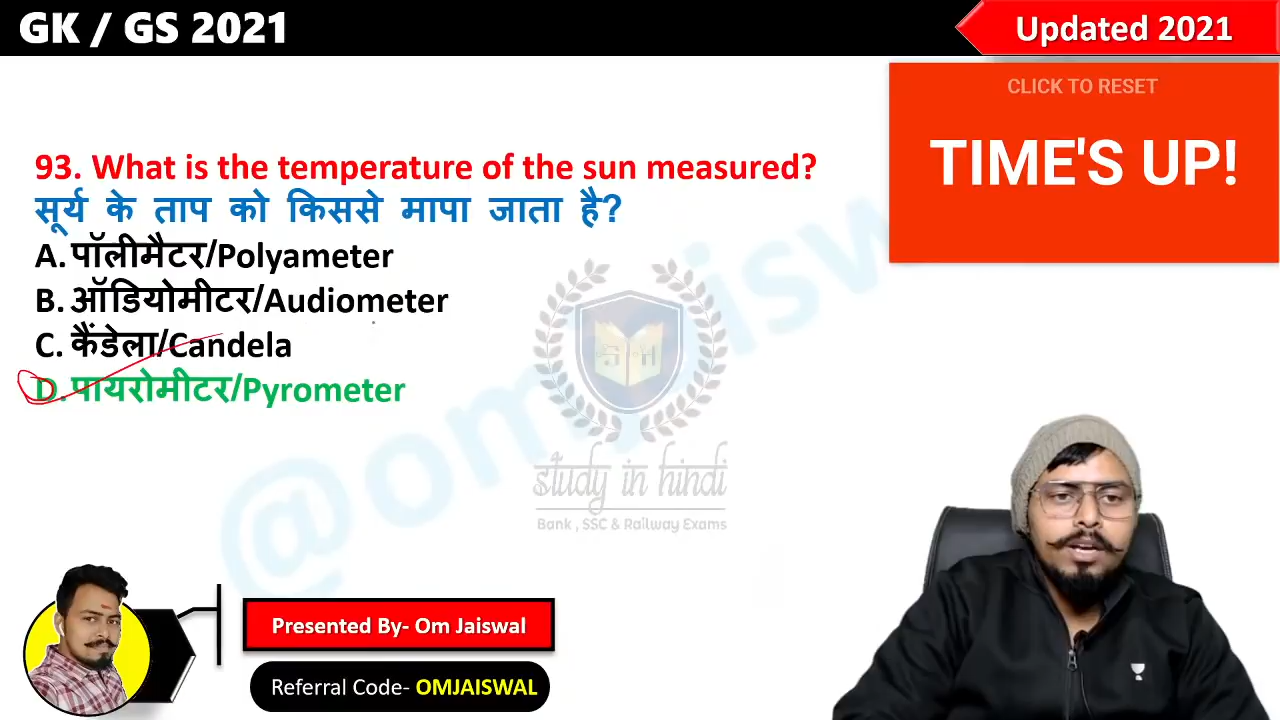 GK / GS 2021
Updated 2021
CLICK TO RESET
TIME'S UP!
93. What is the temperature of the sun measured?
सूर्य के ताप को किससे मापा जाता है?
A. पॉलीमैटर/Polyameter
B. ऑडियोमीटर/Audiometer
C. कैंडेला/Candela
D. पायरोमीटर/Pyrometer
@omjaisw
S H
study in hindi
Bank , SSC & Railway Exams
Presented By- Om Jaiswal
Referral Code- OMJAISWAL